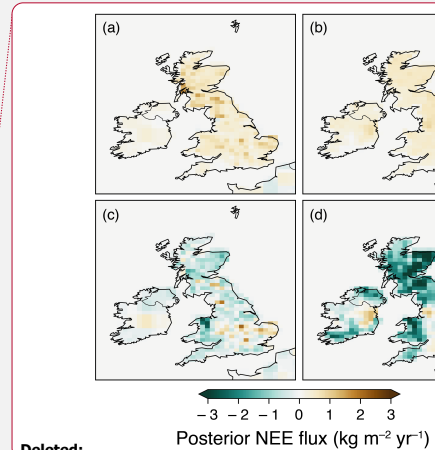 (a)
(b)
(c)
(d)
−3 −2 −1 0 1 2 3
Posterior NEE flux (kg m⁻² yr⁻¹)
Deleted: